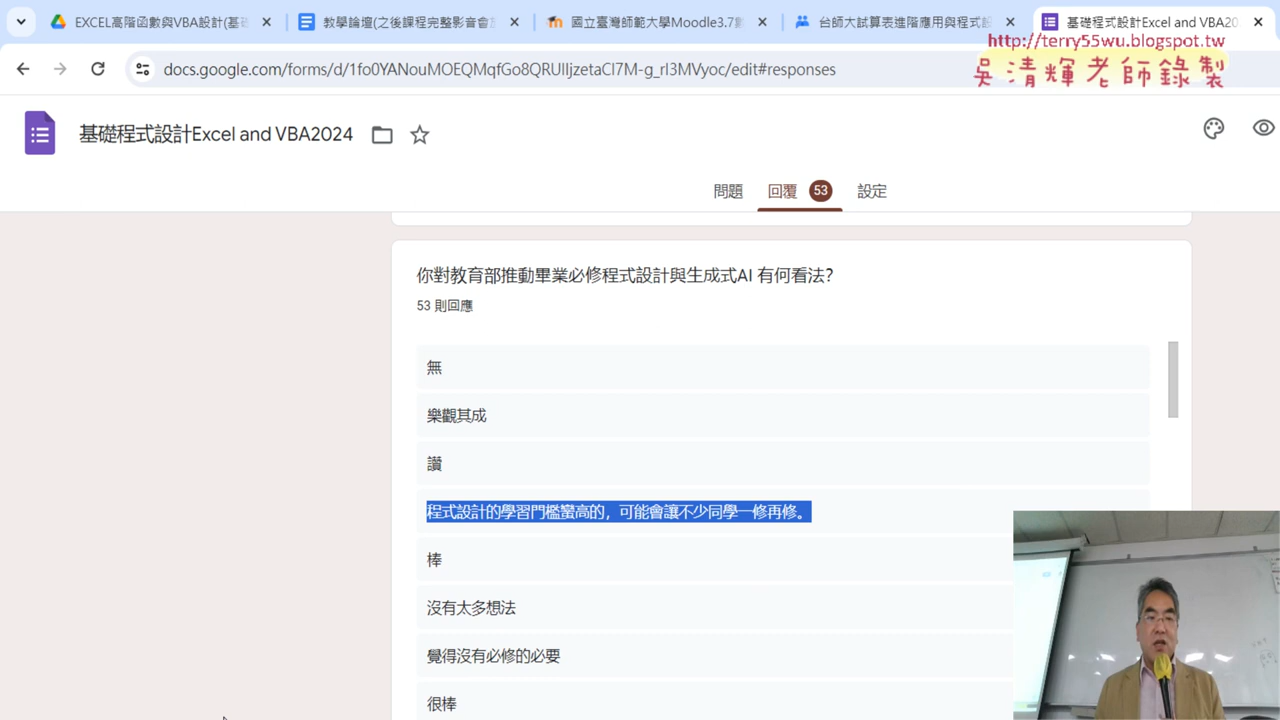 EXCEL高階函數與VBA設計(基礎
教學論壇(之後課程完整影音會
國立臺灣師範大學Moodle3.7數
台師大試算表進階應用與程式設
基礎程式設計Excel and VBA20
http://terry55wu.blogspot.tw
吳清輝老師錄製
基礎程式設計Excel and VBA2024
問題
回覆
53
設定
你對教育部推動畢業必修程式設計與生成式AI 有何看法?
53 則回應
無
樂觀其成
讚
程式設計的學習門檻蠻高的，可能會讓不少同學一修再修。
棒
沒有太多想法
覺得沒有必修的必要
很棒